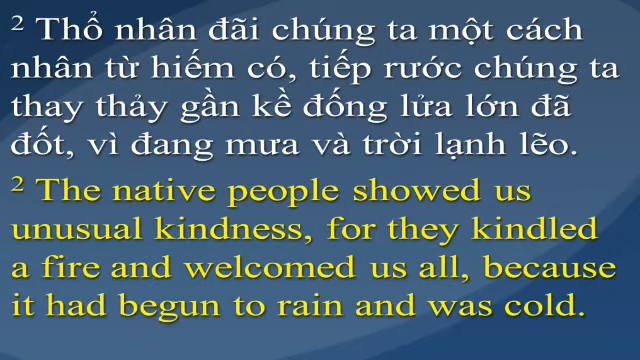 2 Thổ nhân đãi chúng ta một cách
nhân từ hiếm có, tiếp rước chúng ta
thay thảy gần kề đống lửa lớn đã
đốt, vì đang mưa và trời lạnh lẽo.
2 The native people showed us
unusual kindness, for they kindled
a fire and welcomed us all, because
it had begun to rain and was cold.